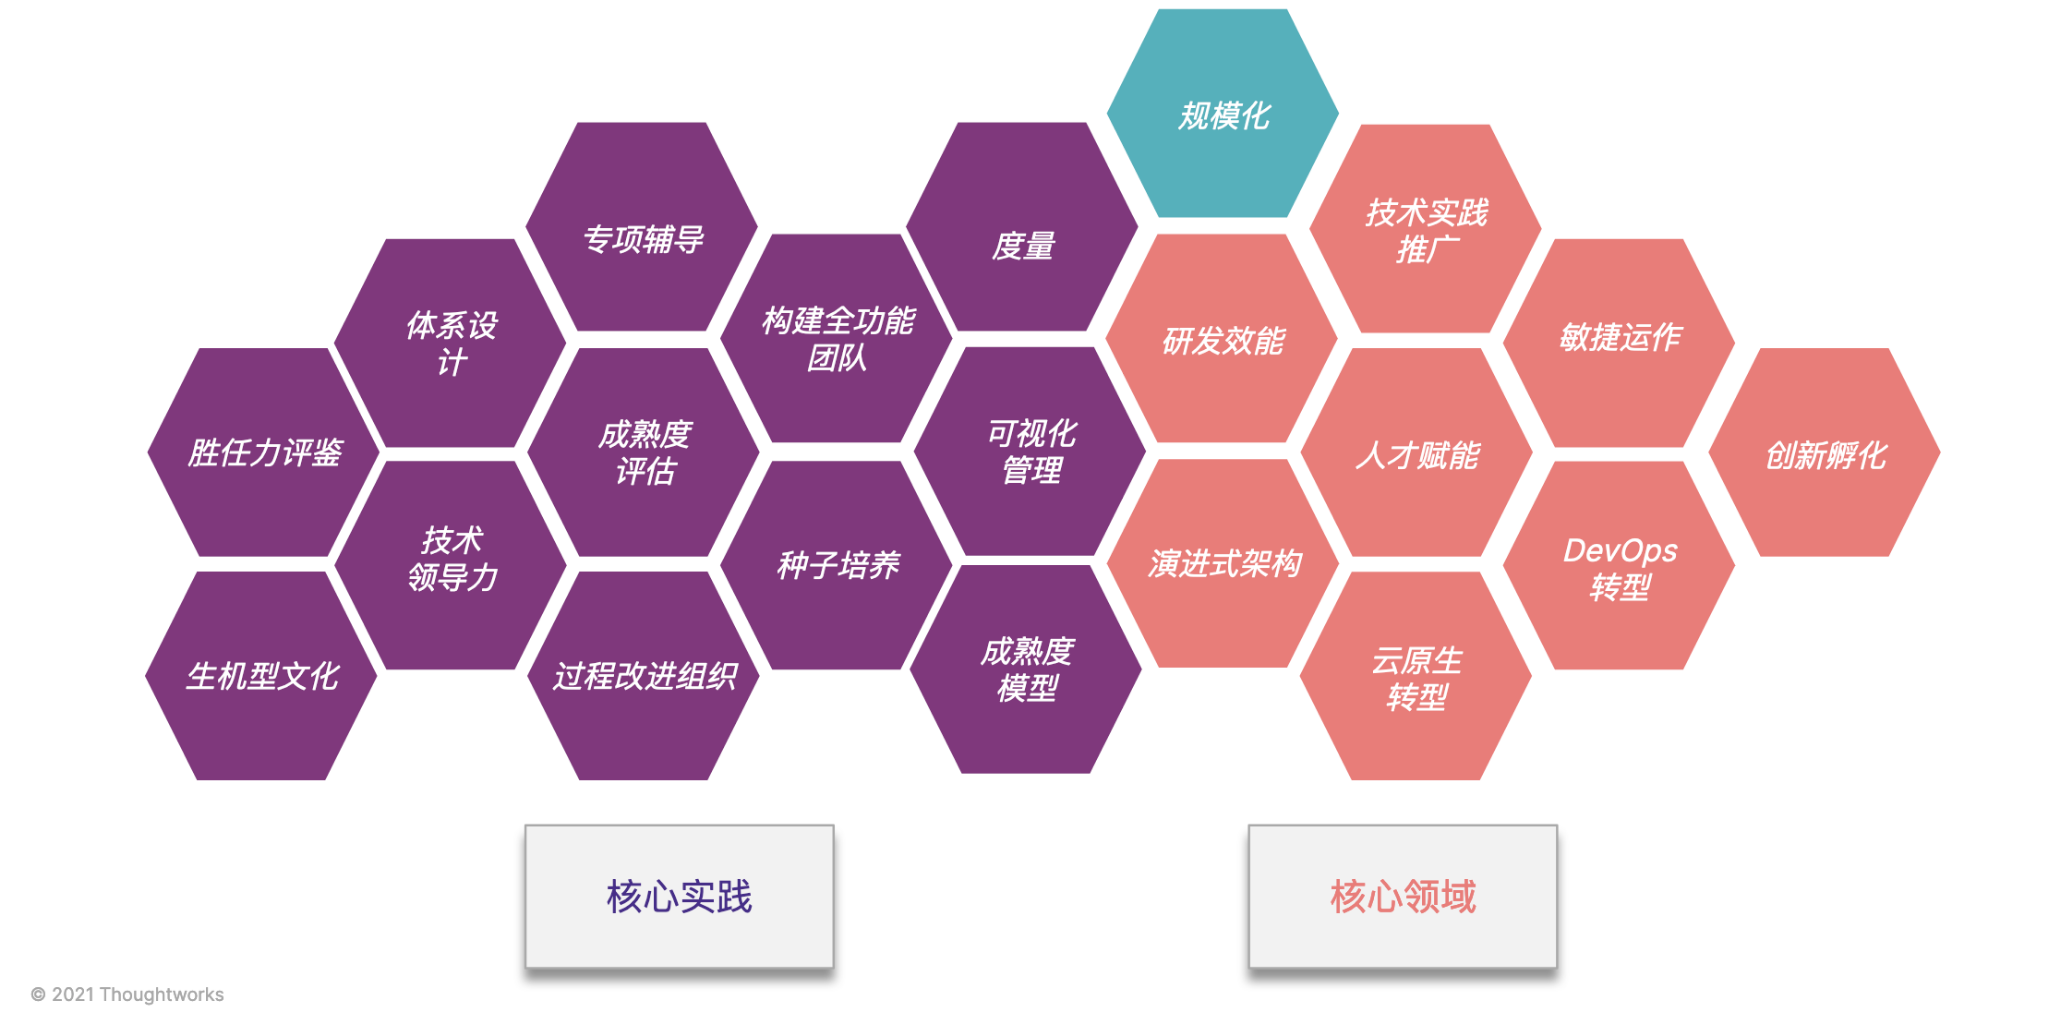 规模化
专项辅导
度量
技术实践
推广
体系设
计
构建全功能
团队
研发效能
敏捷运作
胜任力评鉴
成熟度
评估
可视化
管理
人才赋能
创新孵化
技术
领导力
种子培养
演进式架构
DevOps
转型
生机型文化
过程改进组织
成熟度
模型
云原生
转型
核心实践
核心领域
© 2021 Thoughtworks